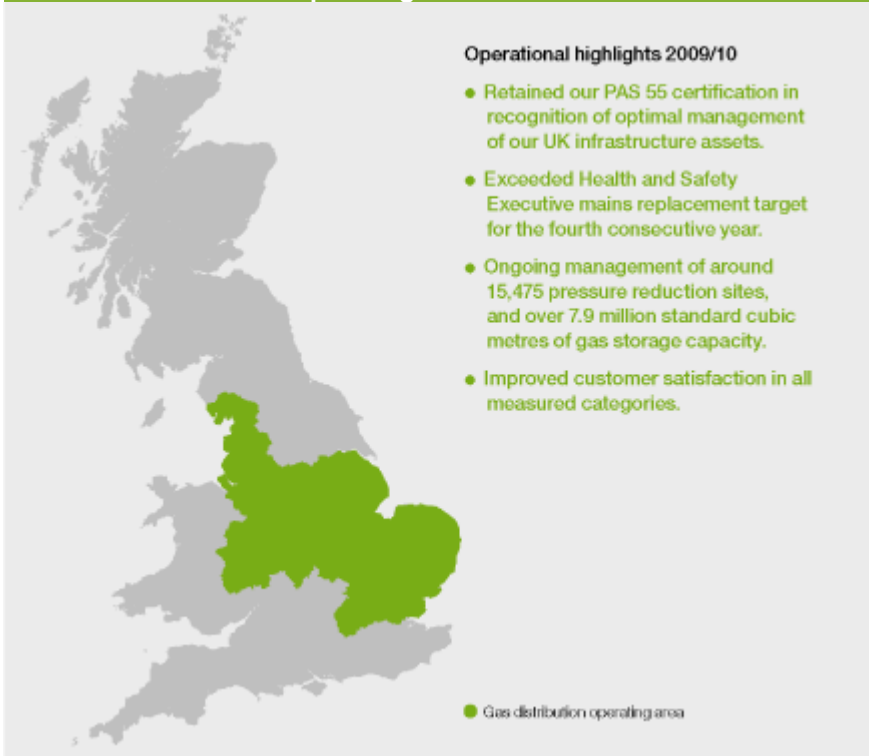 Operational highlights 2009/10
• Retained our PAS 55 certification in
recognition of optimal management
of our UK infrastructure assets.
• Exceeded Health and Safety
Executive mains replacement target
for the fourth consecutive year.
• Ongoing management of around
15,475 pressure reduction sites,
and over 7.9 million standard cubic
metres of gas storage capacity.
• Improved customer satisfaction in all
measured categories.
Gas distribution operating area